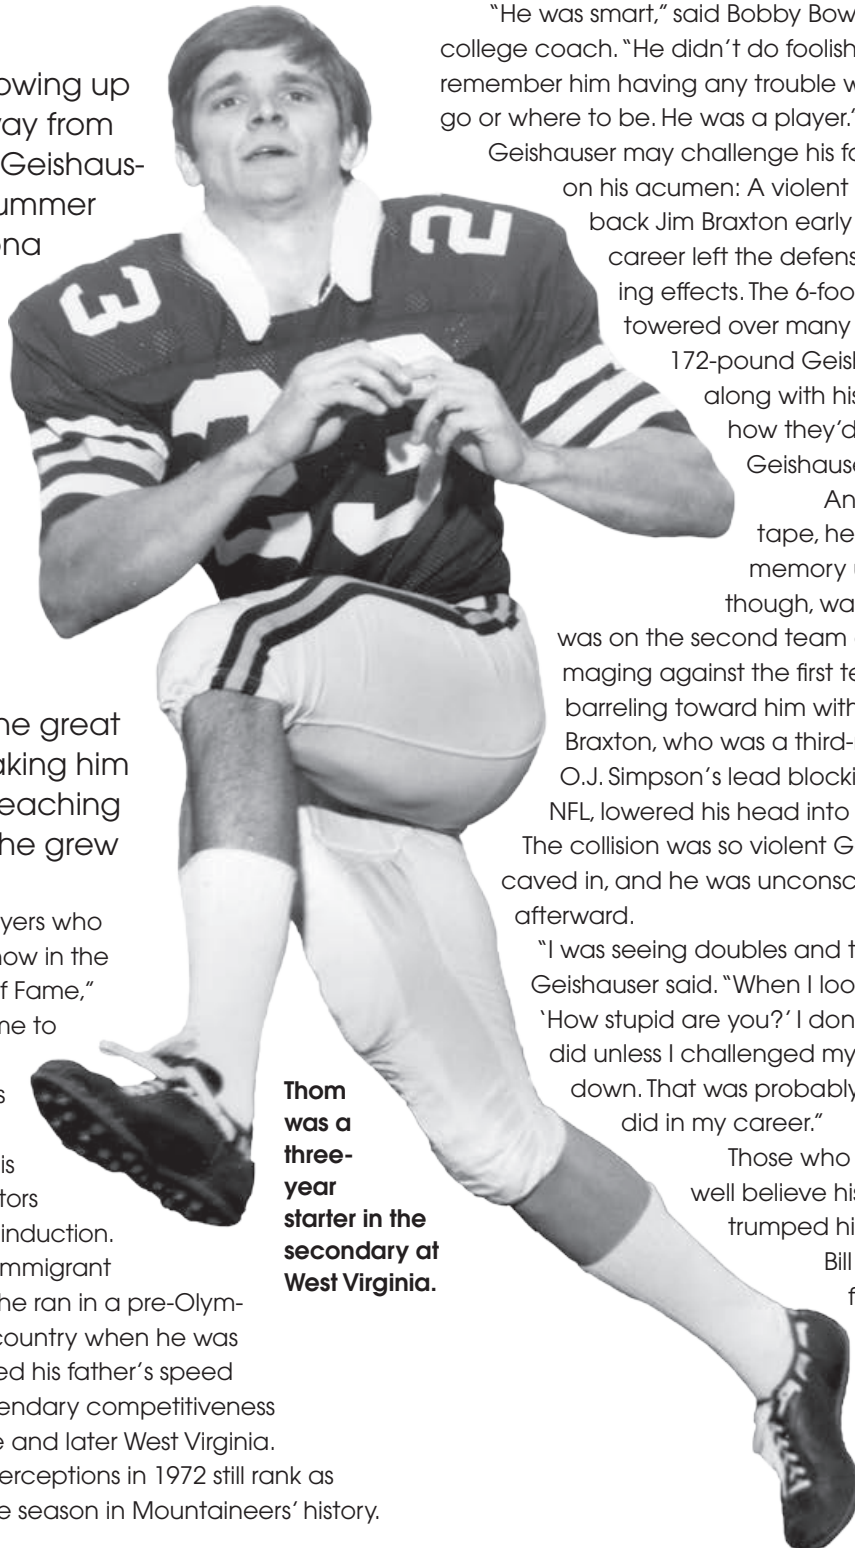 owing up
ay from
Geishaus-
ummer
ona
he great
aking him
eaching
he grew
yers who
now in the
f Fame,”
me to
s
is
tors
induction.
mmigrant
he ran in a pre-Olym-
country when he was
ed his father’s speed
endary competitiveness
e and later West Virginia.
erceptions in 1972 still rank as
e season in Mountaineers’ history.
3
2
23
Thom
was a
three-
year
starter in the
secondary at
West Virginia.
“He was smart,” said Bobby Bow
college coach. “He didn’t do foolish
remember him having any trouble w
go or where to be. He was a player.”
Geishauser may challenge his fo
on his acumen: A violent
back Jim Braxton early
career left the defens
ing effects. The 6-foo
towered over many
172-pound Geish
along with his
how they’d
Geishause
An
tape, he
memory
though, wa
was on the second team
maging against the first te
barreling toward him with
Braxton, who was a third-
O.J. Simpson’s lead blocki
NFL, lowered his head into
The collision was so violent G
caved in, and he was unconsc
afterward.
“I was seeing doubles and t
Geishauser said. “When I loo
‘How stupid are you?’ I don
did unless I challenged my
down. That was probably
did in my career.”
Those who
well believe his
trumped hi
Bill
f